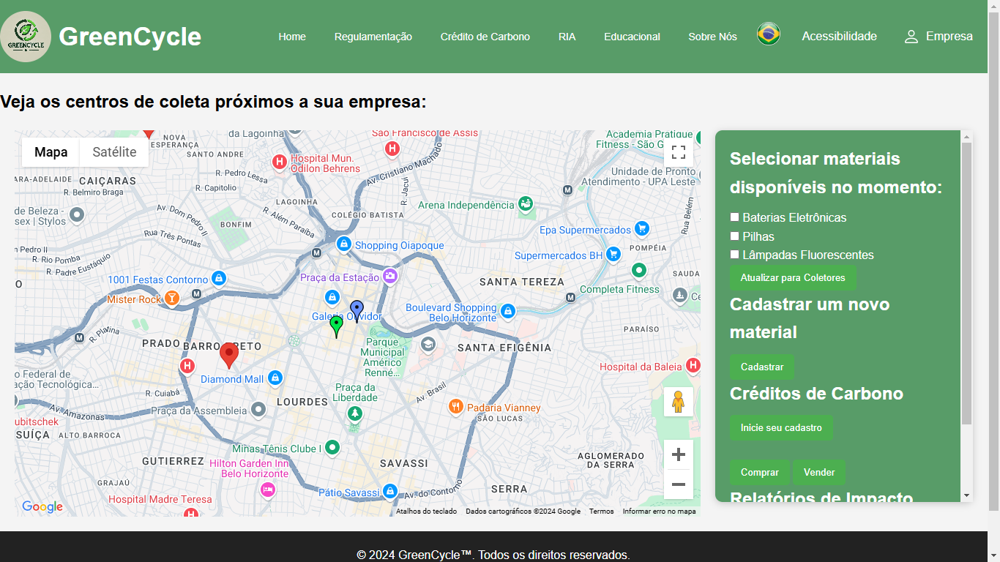 GREENCYCLE
GreenCycle
Home
Regulamentação
Crédito de Carbono
RIA
Educacional
Sobre Nós
Acessibilidade
Empresa
Veja os centros de coleta próximos a sua empresa:
Mapa
Satélite
NOVA
ESPERANÇA
da Lagoinha
São Francisco de Assis
Academia Pratique
Fitness - São G
SANTO ANDRE
Hospital Mun.
Odilon Behrens
Av. Cristiano Machado
Unidade de Pronto
Atendimento - UPA Leste
ARA-ADELAIDE
CAIÇARAS
R. Pedro Lessa
R. Belmiro Braga
R. Capitolio
R. Jacuí
M
LAGOINHA
Arena Independência
de Beleza -
sex | Stylos
Av. Dom Pedro II
R. Além Paraíba
COLÉGIO BATISTA
Rua Belém
BONFIM
Rua Três Pontas
Epa Supermercados
Shopping Oiapoque
POMPÉIA
n Pedro II
M
Supermercados BH
R. Rio Pomba
R. Padre Eustáquio
SAUDA
1001 Festas Contorno
Praça da Estação
SANTA TEREZA
O
Completa Fitness
M
M
Ce
Mister Rock
Galeria Ouvidor
Boulevard Shopping
Belo Horizonte
R. Platina
PARAÍSO
M
PRADO
BARRO PRETO
Parque
Municipal
Américo
Renné...
SANTA EFIGÊNIA
H
Hospital da Baleia
H
o Federal de
ação Tecnológica...
Diamond Mall
Praça da
Liberdade
Av. Brasil
R. Cuiabá
LOURDES
Praça da Assembleia
Padaria Vianney
SÃO LUCAS
Av. Amazonas
ubitschek
SUÍÇA
ALTO BARROCA
Minas Tênis Clube I
GUTIERREZ
SAVASSI
AGLOMERADO
DA SERRA
Hilton Garden Inn
Belo Horizonte
GRAJAÚ
SERRA
Pátio Savassi
Av. do Contorno
Hospital Madre Teresa
H
Google
Atalhos do teclado
Dados cartográficos ©2024 Google
Termos
Informar erro no mapa
Selecionar materiais
disponíveis no momento:
Baterias Eletrônicas
Pilhas
Lâmpadas Fluorescentes
Atualizar para Coletores
Cadastrar um novo
material
Cadastrar
Créditos de Carbono
Inicie seu cadastro
Comprar
Vender
Relatórios de Impacto
© 2024 GreenCycle™. Todos os direitos reservados.